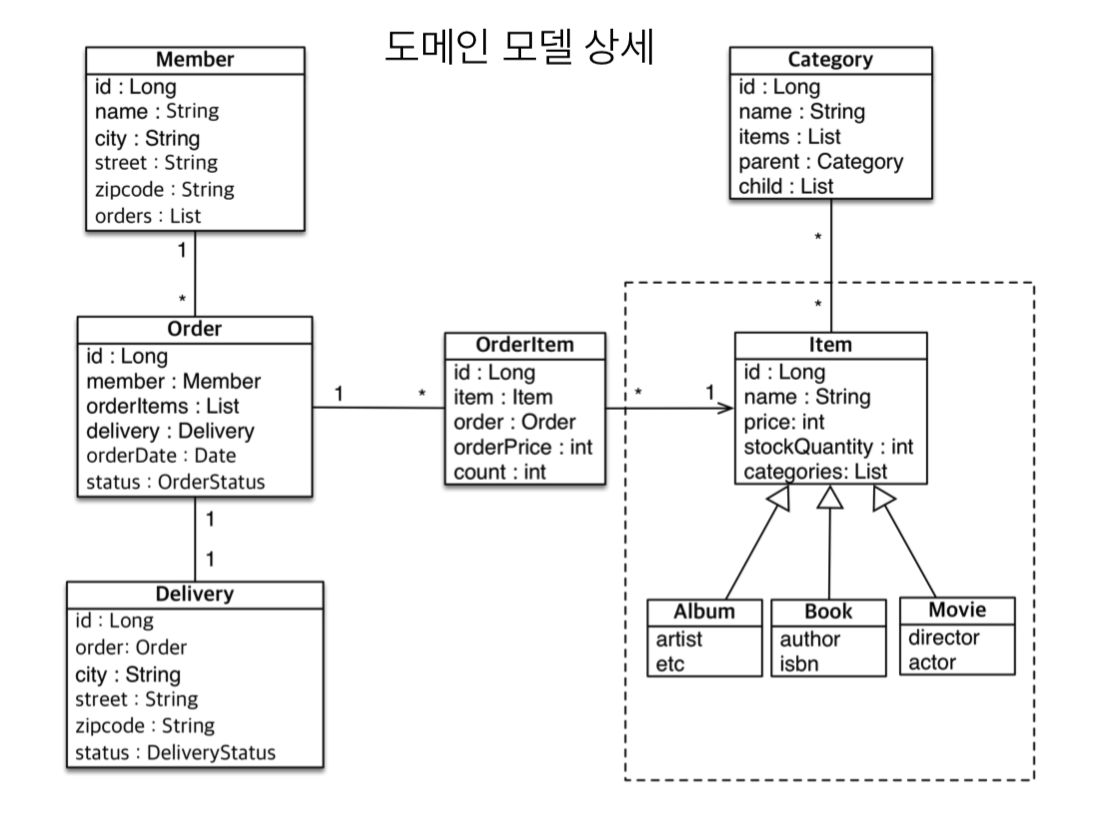 도메인 모델 상세
Member
id : Long
name : String
city : String
street : String
zipcode : String
orders : List
Category
id : Long
name : String
items : List
parent : Category
child : List
1
*
*
*
Order
id : Long
member : Member
orderItems : List
delivery : Delivery
orderDate : Date
status : OrderStatus
1
*
OrderItem
id : Long
item : Item
order : Order
orderPrice : int
count : int
*
1
Item
id : Long
name : String
price: int
stockQuantity : int
categories: List
1
1
Delivery
id : Long
order: Order
city : String
street : String
zipcode : String
status : DeliveryStatus
Album
artist
etc
Book
author
isbn
Movie
director
actor